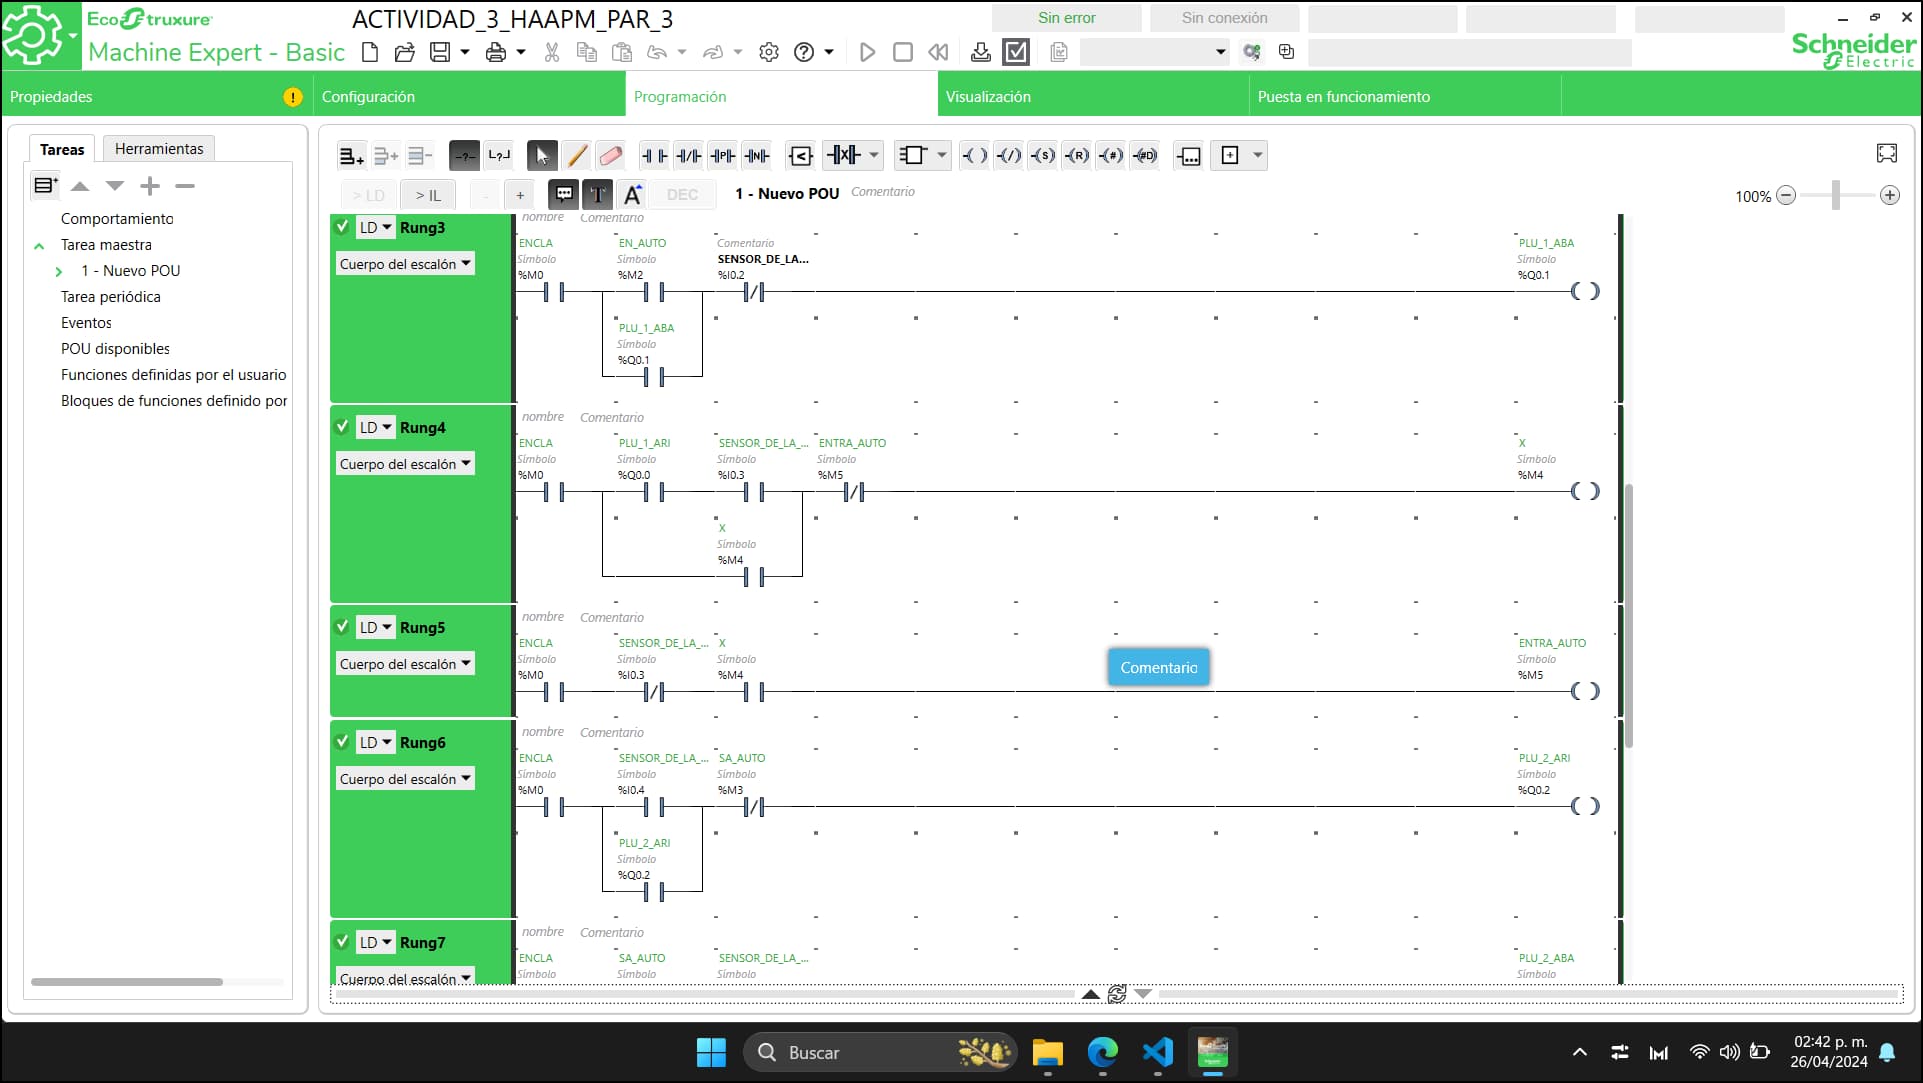 EcoStruxure
Machine Expert - Basic
ACTIVIDAD_3_HAAPM_PAR_3
Sin error
Sin conexión
Schneider
Electric
Propiedades
Configuración
Programación
Visualización
Puesta en funcionamiento
Tareas
Herramientas
Comportamiento
Tarea maestra
1 - Nuevo POU
Tarea periódica
Eventos
POU disponibles
Funciones definidas por el usuario
Bloques de funciones definido por
> LD
> IL
-
+
T
A
DEC
1 - Nuevo POU
Comentario
100%
LD Rung3
Cuerpo del escalón
nombre Comentario
ENCLA EN_AUTO Comentario PLU_1_ABA
Símbolo Símbolo SENSOR_DE_LA... Símbolo
%M0 %M2 %I0.2 %Q0.1
PLU_1_ABA
Símbolo
%Q0.1
LD Rung4
Cuerpo del escalón
nombre Comentario
ENCLA PLU_1_ARI SENSOR_DE_LA_... ENTRA_AUTO X
Símbolo Símbolo Símbolo Símbolo Símbolo
%M0 %Q0.0 %I0.3 %M5 %M4
X
Símbolo
%M4
LD Rung5
Cuerpo del escalón
nombre Comentario
ENCLA SENSOR_DE_LA_... X ENTRA_AUTO
Símbolo Símbolo Símbolo Símbolo
%M0 %I0.3 %M4 %M5
Comentario
LD Rung6
Cuerpo del escalón
nombre Comentario
ENCLA SENSOR_DE_LA_... SA_AUTO PLU_2_ARI
Símbolo Símbolo Símbolo Símbolo
%M0 %I0.4 %M3 %Q0.2
PLU_2_ARI
Símbolo
%Q0.2
LD Rung7
Cuerpo del escalón
nombre Comentario
ENCLA SA_AUTO SENSOR_DE_LA_... PLU_2_ABA
Símbolo Símbolo Símbolo Símbolo
Buscar
02:42 p. m.
26/04/2024